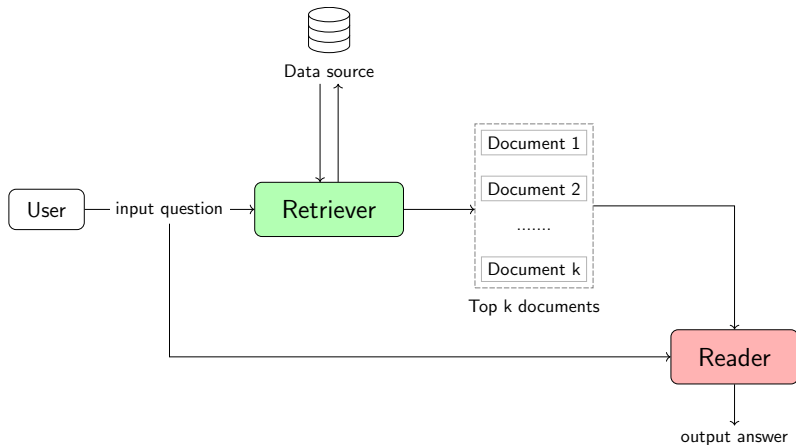 Data source
Document 1
User
input question
Retriever
Document 2
.......
Document k
Top k documents
Reader
output answer